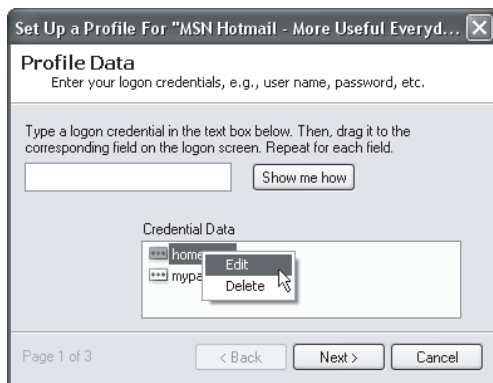 Set Up a Profile For "MSN Hotmail - More Useful Everyd...
Profile Data
Enter your logon credentials, e.g., user name, password, etc.
Type a logon credential in the text box below. Then, drag it to the
corresponding field on the logon screen. Repeat for each field.
Show me how
Credential Data
home
Edit
mypa
Delete
Page 1 of 3
< Back
Next >
Cancel